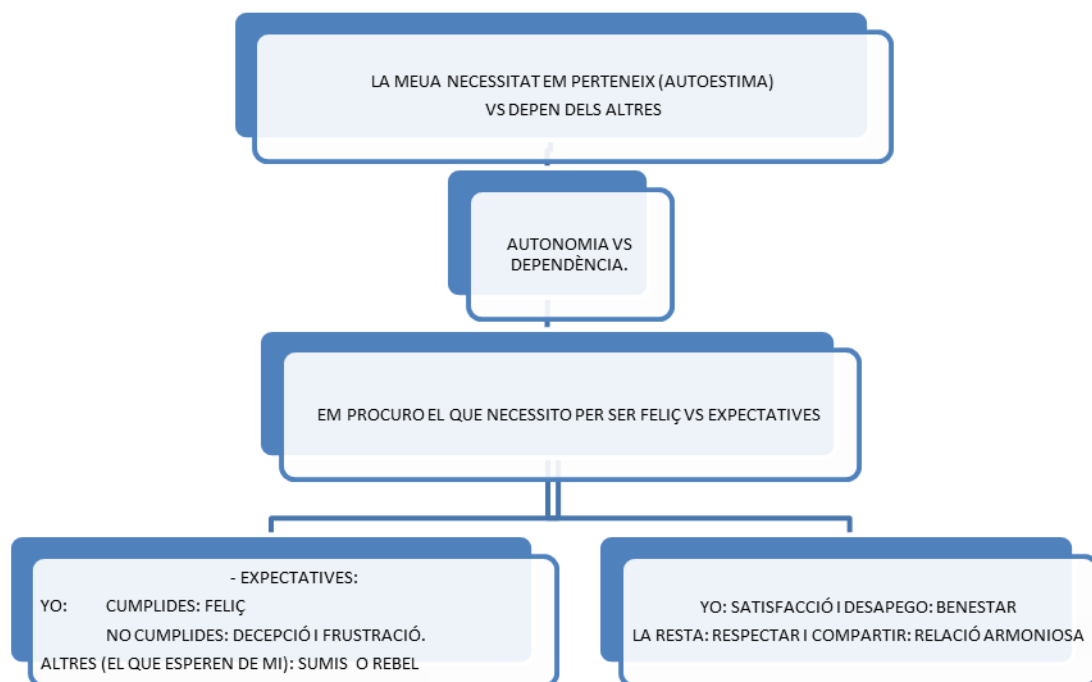 LA MEUA NECESSITAT EM PERTENEIX (AUTOESTIMA)
VS DEPEN DELS ALTRES
AUTONOMIA VS
DEPENDÈNCIA.
EM PROCURO EL QUE NECESSITO PER SER FELIÇ VS EXPECTATIVES
- EXPECTATIVES:
YO: CUMPLIDES: FELIÇ
NO CUMPLIDES: DECEPCIÓ I FRUSTRACIÓ.
ALTRES (EL QUE ESPEREN DE MI): SUMIS O REBEL
YO: SATISFACCIÓ I DESAPEGO: BENESTAR
LA RESTA: RESPECTAR I COMPARTIR: RELACIÓ ARMONIOSA